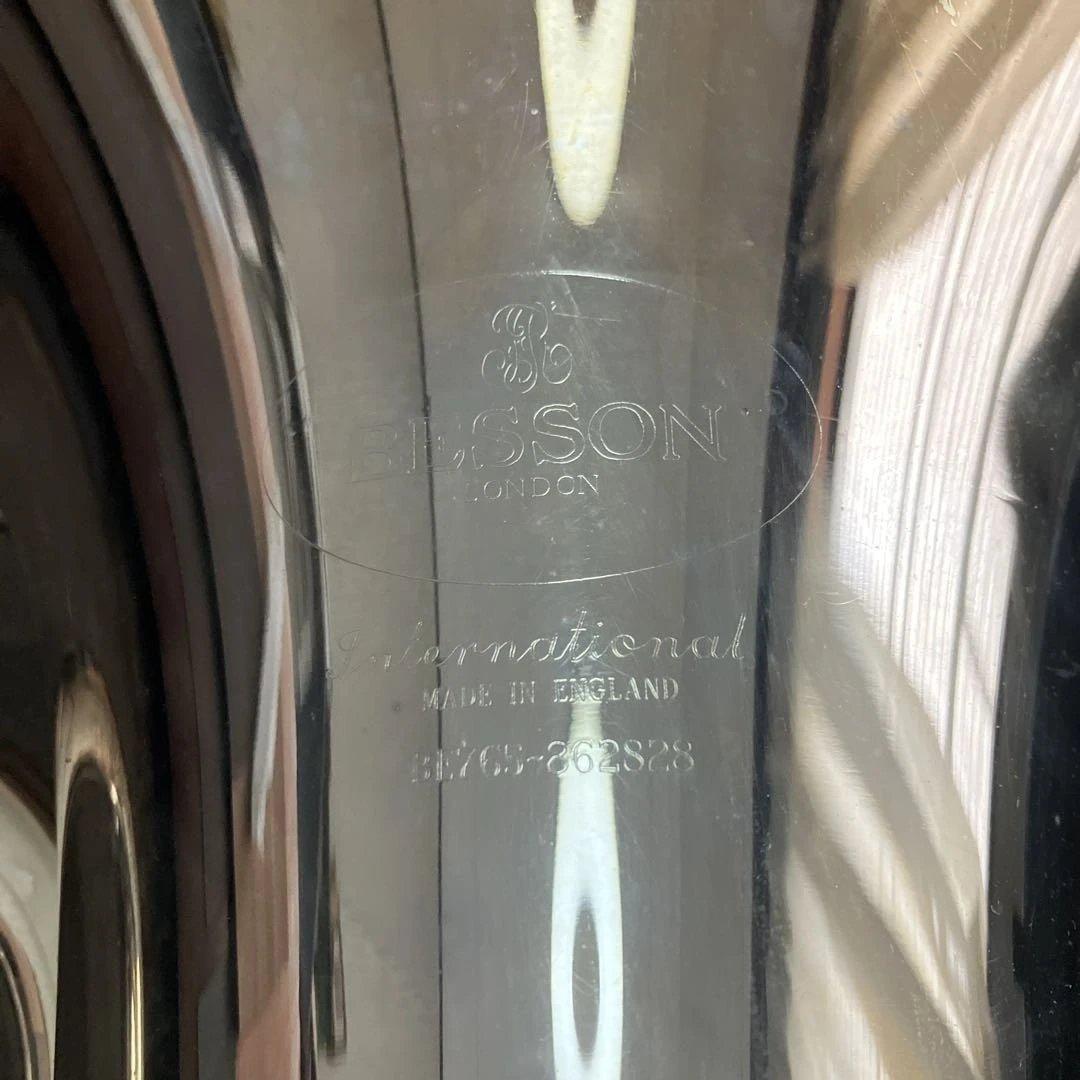 BESSON
LONDON
International
MADE IN ENGLAND
BE765-862828